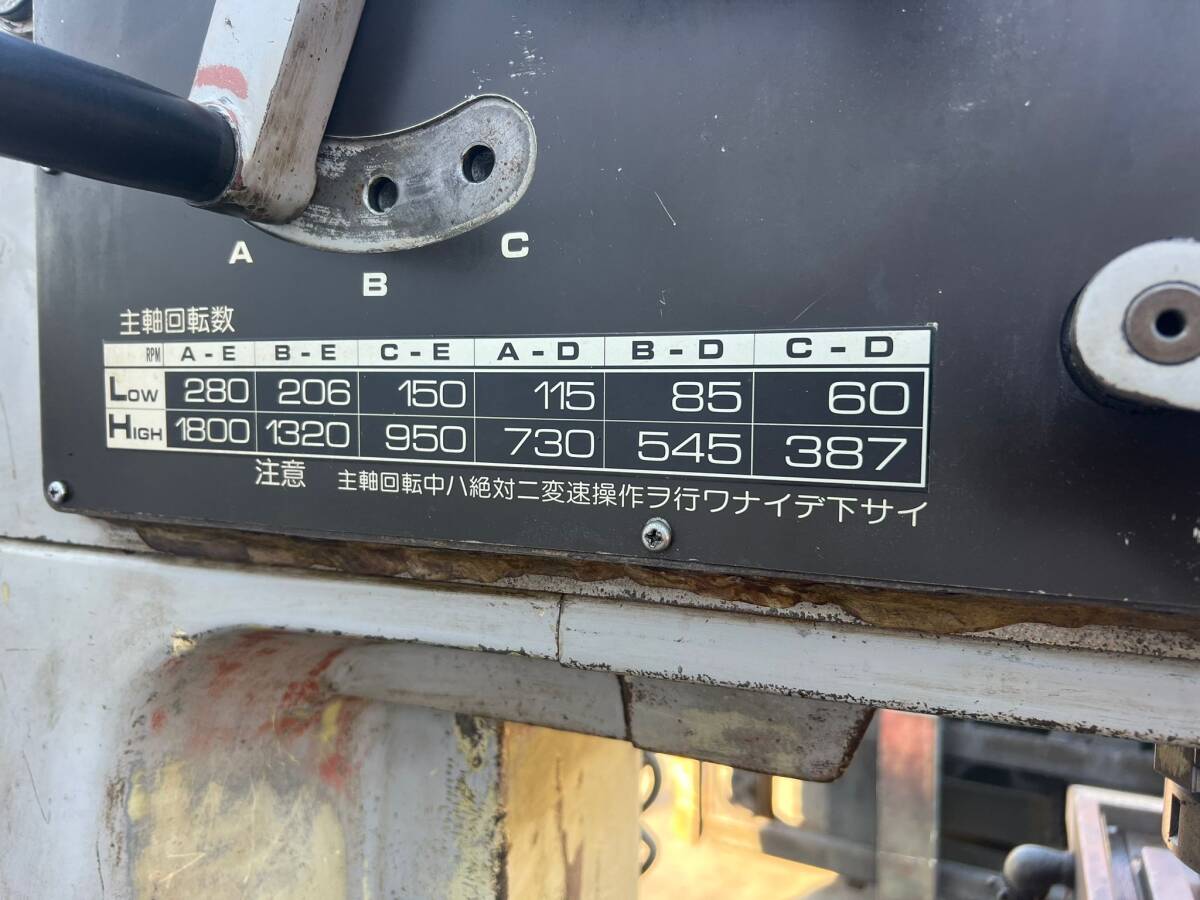 A
B
C
主軸回転数
RPM A-E B-E C-E A-D B-D C-D
LOW 280 206 150 115 85 60
HIGH 1800 1320 950 730 545 387
注意 主軸回転中ハ絶対ニ変速操作ヲ行ワナイデ下サイ